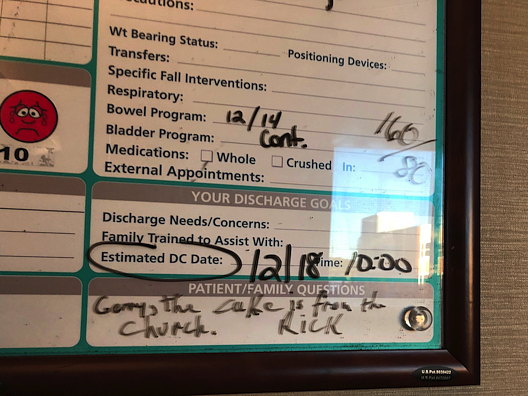 Precautions:
Wt Bearing Status:
Positioning Devices:
Transfers:
Specific Fall Interventions:
Respiratory:
Bowel Program: 12/14
Bladder Program: Cont.
160/80
Medications: Whole Crushed In:
External Appointments:
10
YOUR DISCHARGE GOALS
Discharge Needs/Concerns:
Family Trained to Assist With:
Estimated DC Date: 12/18 Time: 10:00
PATIENT/FAMILY QUESTIONS
the cake is from the
church. RICK